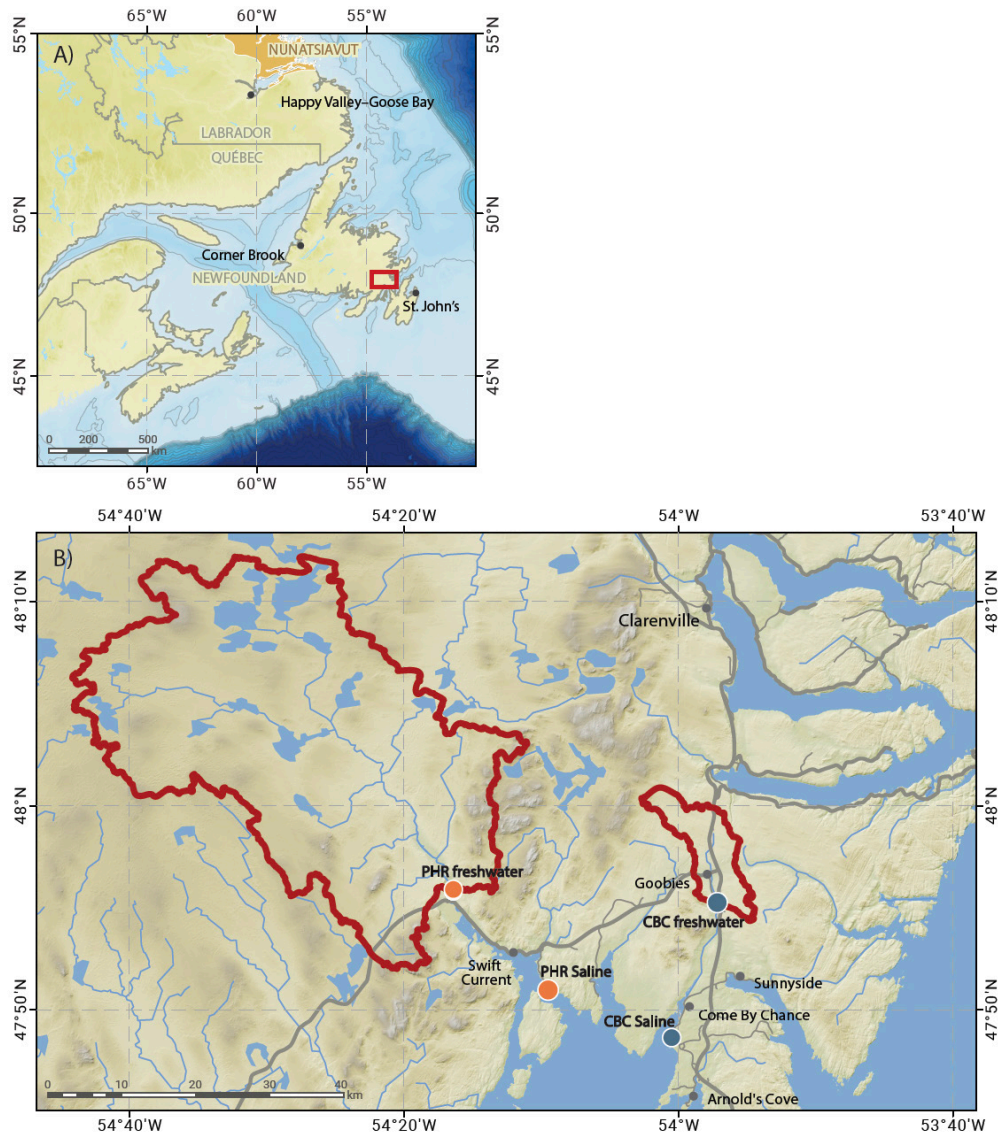 65°W 60°W 55°W
55°N 55°N
A)
NUNATSIAVUT
Happy Valley–Goose Bay
LABRADOR
QUÉBEC
50°N 50°N
Corner Brook
NEWFOUNDLAND
St. John's
45°N 45°N
0 200 500
km
65°W 60°W 55°W
54°40'W 54°20'W 54°W 53°40'W
B)
48°10'N 48°10'N
Clarenville
48°N 48°N
PHR freshwater
Goobies
CBC freshwater
Swift
Current
PHR Saline
Sunnyside
47°50'N 47°50'N
CBC Saline
Come By Chance
0 10 20 30 40
km
Arnold's Cove
54°40'W 54°20'W 54°W 53°40'W